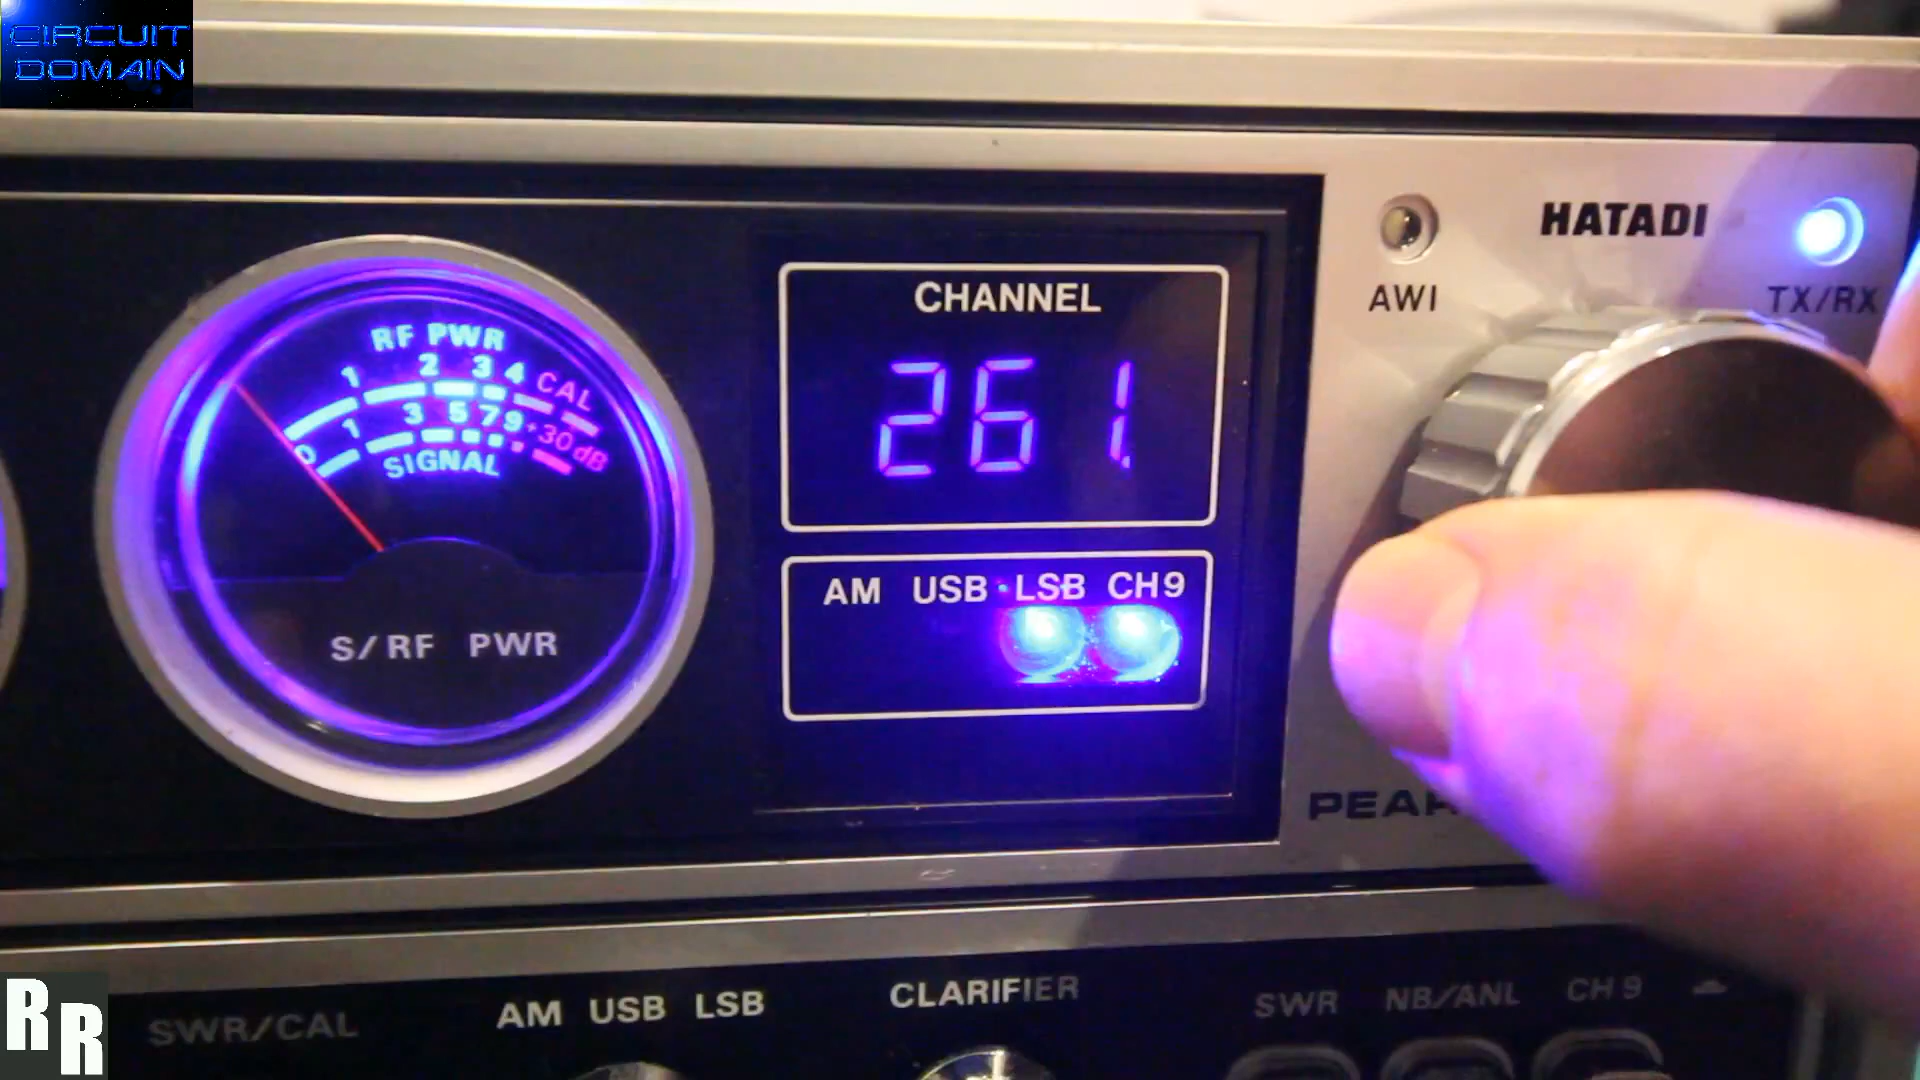 CIRCUIT
DOMAIN
HATADI
AWI
TX/RX
CHANNEL
261.
RF PWR
1 2 3 4 CAL
0 1 3 5 7 9 +30dB
SIGNAL
S/RF PWR
AM USB LSB CH9
SWR/CAL
AM USB LSB
CLARIFIER
SWR
NB/ANL
CH 9
RR